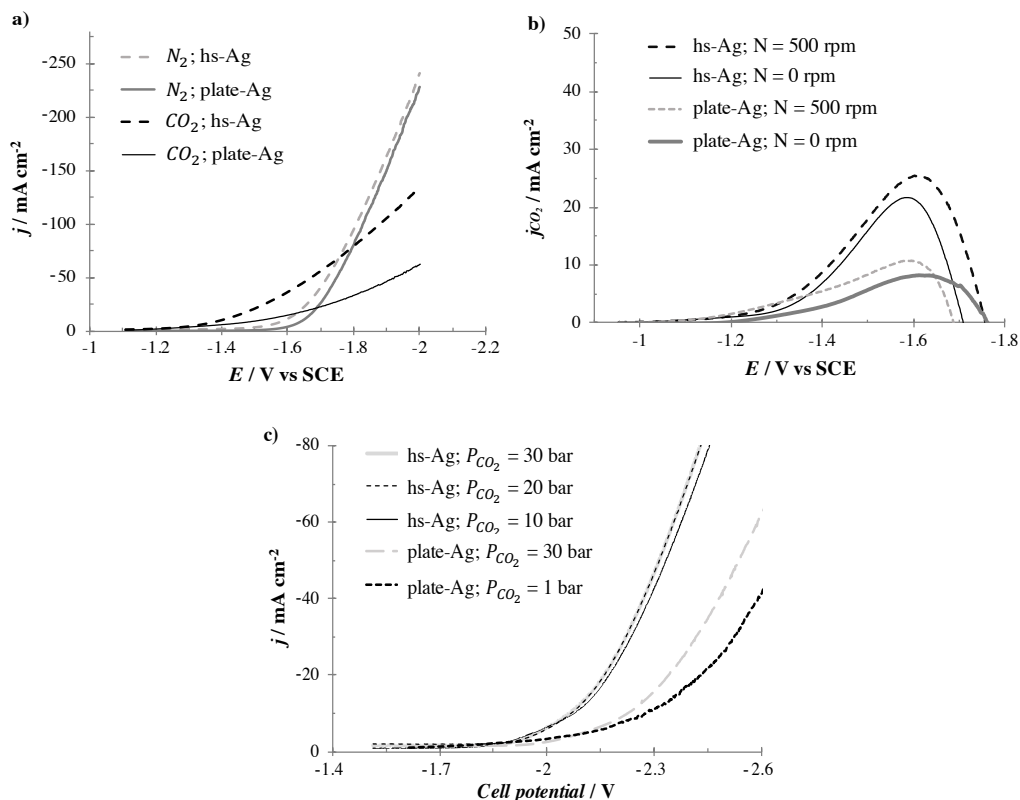 a)
N₂; hs-Ag
N₂; plate-Ag
CO₂; hs-Ag
CO₂; plate-Ag
j / mA cm⁻²
-250
-200
-150
-100
-50
0
-1 -1.2 -1.4 -1.6 -1.8 -2 -2.2
E / V vs SCE
b)
hs-Ag; N = 500 rpm
hs-Ag; N = 0 rpm
plate-Ag; N = 500 rpm
plate-Ag; N = 0 rpm
jCO₂ / mA cm⁻²
50
40
30
20
10
0
-1 -1.2 -1.4 -1.6 -1.8
E / V vs SCE
c)
hs-Ag; P_CO₂ = 30 bar
hs-Ag; P_CO₂ = 20 bar
hs-Ag; P_CO₂ = 10 bar
plate-Ag; P_CO₂ = 30 bar
plate-Ag; P_CO₂ = 1 bar
j / mA cm⁻²
-80
-60
-40
-20
0
-1.4 -1.7 -2 -2.3 -2.6
Cell potential / V